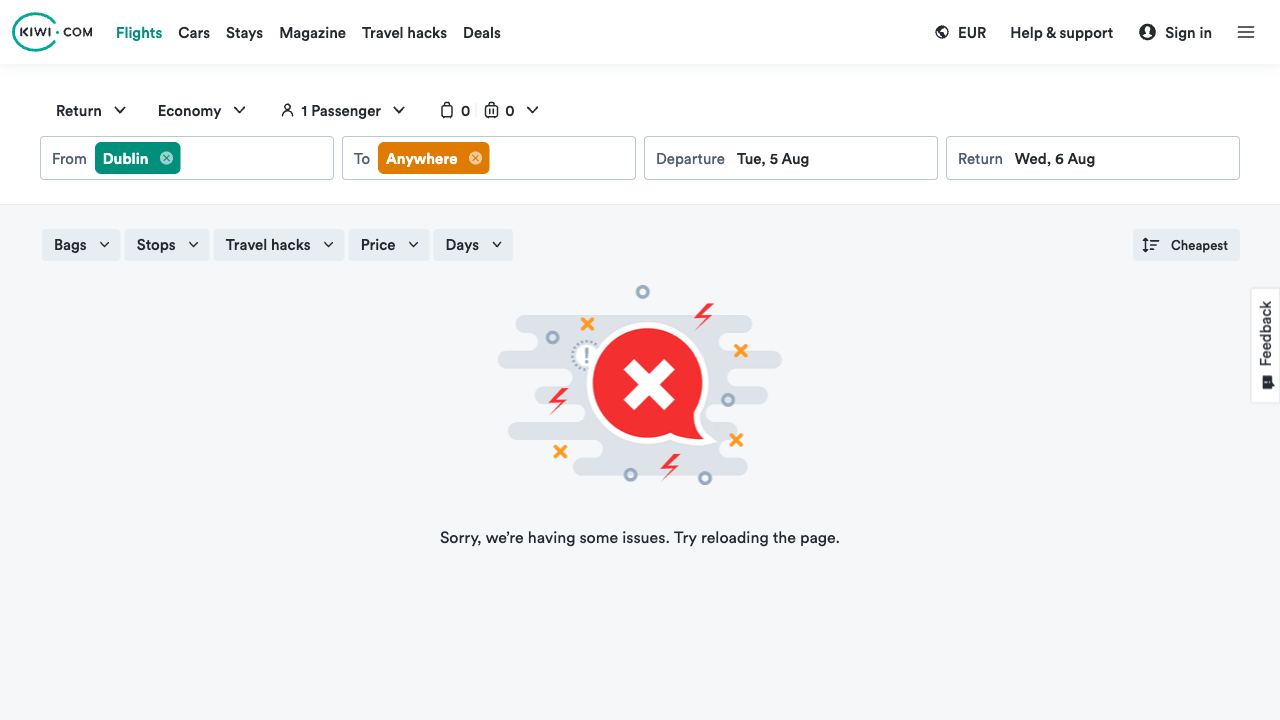 KIWI.COM Flights Cars Stays Magazine Travel hacks Deals EUR Help & support Sign in
Return Economy 1 Passenger 0 0
From Dublin To Anywhere Departure Tue, 5 Aug Return Wed, 6 Aug
Bags Stops Travel hacks Price Days Cheapest
Feedback
!
Sorry, we’re having some issues. Try reloading the page.